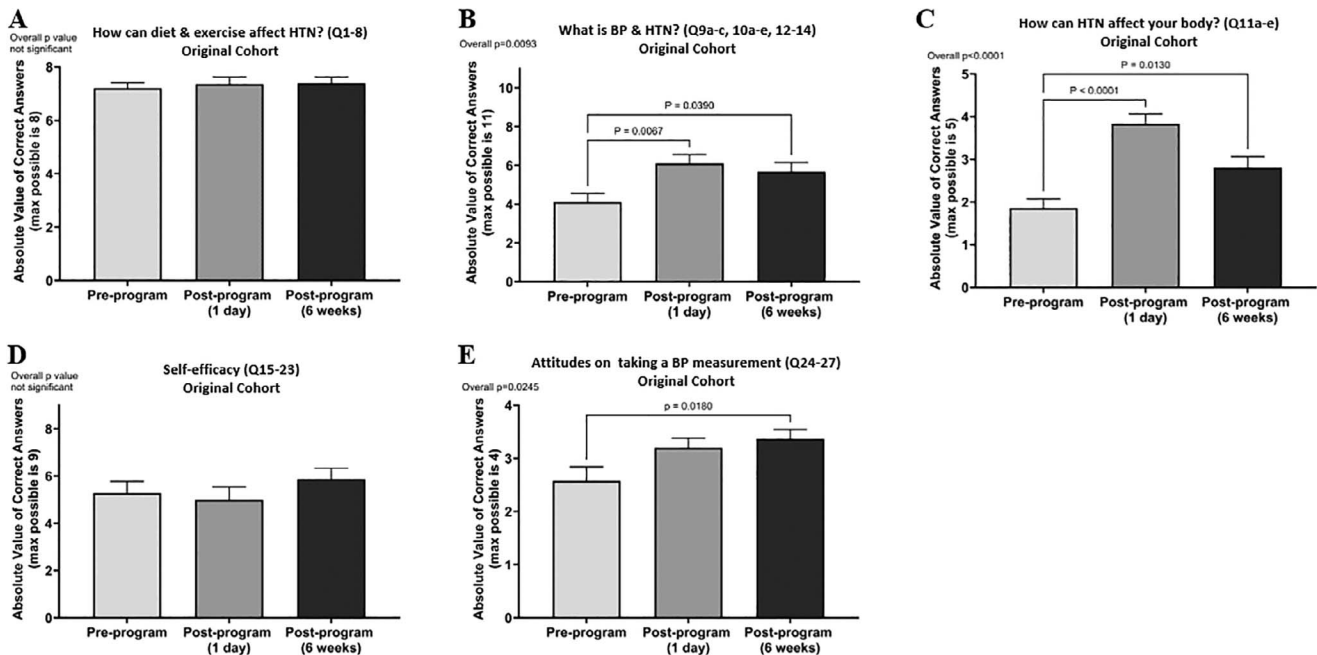 A
Overall p value
not significant
How can diet & exercise affect HTN? (Q1-8)
Original Cohort
Absolute Value of Correct Answers
(max possible is 8)
8
6
4
2
0
Pre-program
Post-program
(1 day)
Post-program
(6 weeks)
B
What is BP & HTN? (Q9a-c, 10a-e, 12-14)
Overall p=0.0093
Original Cohort
Absolute Value of Correct Answers
(max possible is 11)
10
8
6
4
2
0
P = 0.0390
P = 0.0067
Pre-program
Post-program
(1 day)
Post-program
(6 weeks)
C
How can HTN affect your body? (Q11a-e)
Original Cohort
Overall p<0.0001
Absolute Value of Correct Answers
(max possible is 5)
5
4
3
2
1
0
P = 0.0130
P < 0.0001
Pre-program
Post-program
(1 day)
Post-program
(6 weeks)
D
Overall p value
not significant
Self-efficacy (Q15-23)
Original Cohort
Absolute Value of Correct Answers
(max possible is 9)
8
6
4
2
0
Pre-program
Post-program
(1 day)
Post-program
(6 weeks)
E
Attitudes on taking a BP measurement (Q24-27)
Original Cohort
Overall p=0.0245
Absolute Value of Correct Answers
(max possible is 4)
4
3
2
1
0
p = 0.0180
Pre-program
Post-program
(1 day)
Post-program
(6 weeks)